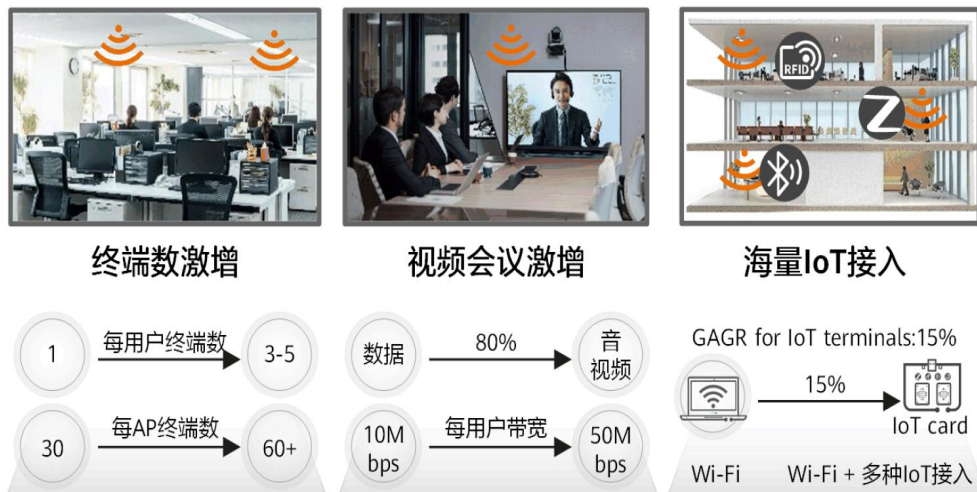 RFID
Z
终端数激增
视频会议激增
海量IoT接入
1
每用户终端数
3-5
30
每AP终端数
60+
数据
80%
音
视频
10M
bps
每用户带宽
50M
bps
GAGR for IoT terminals:15%
15%
IoT card
Wi-Fi
Wi-Fi + 多种IoT接入